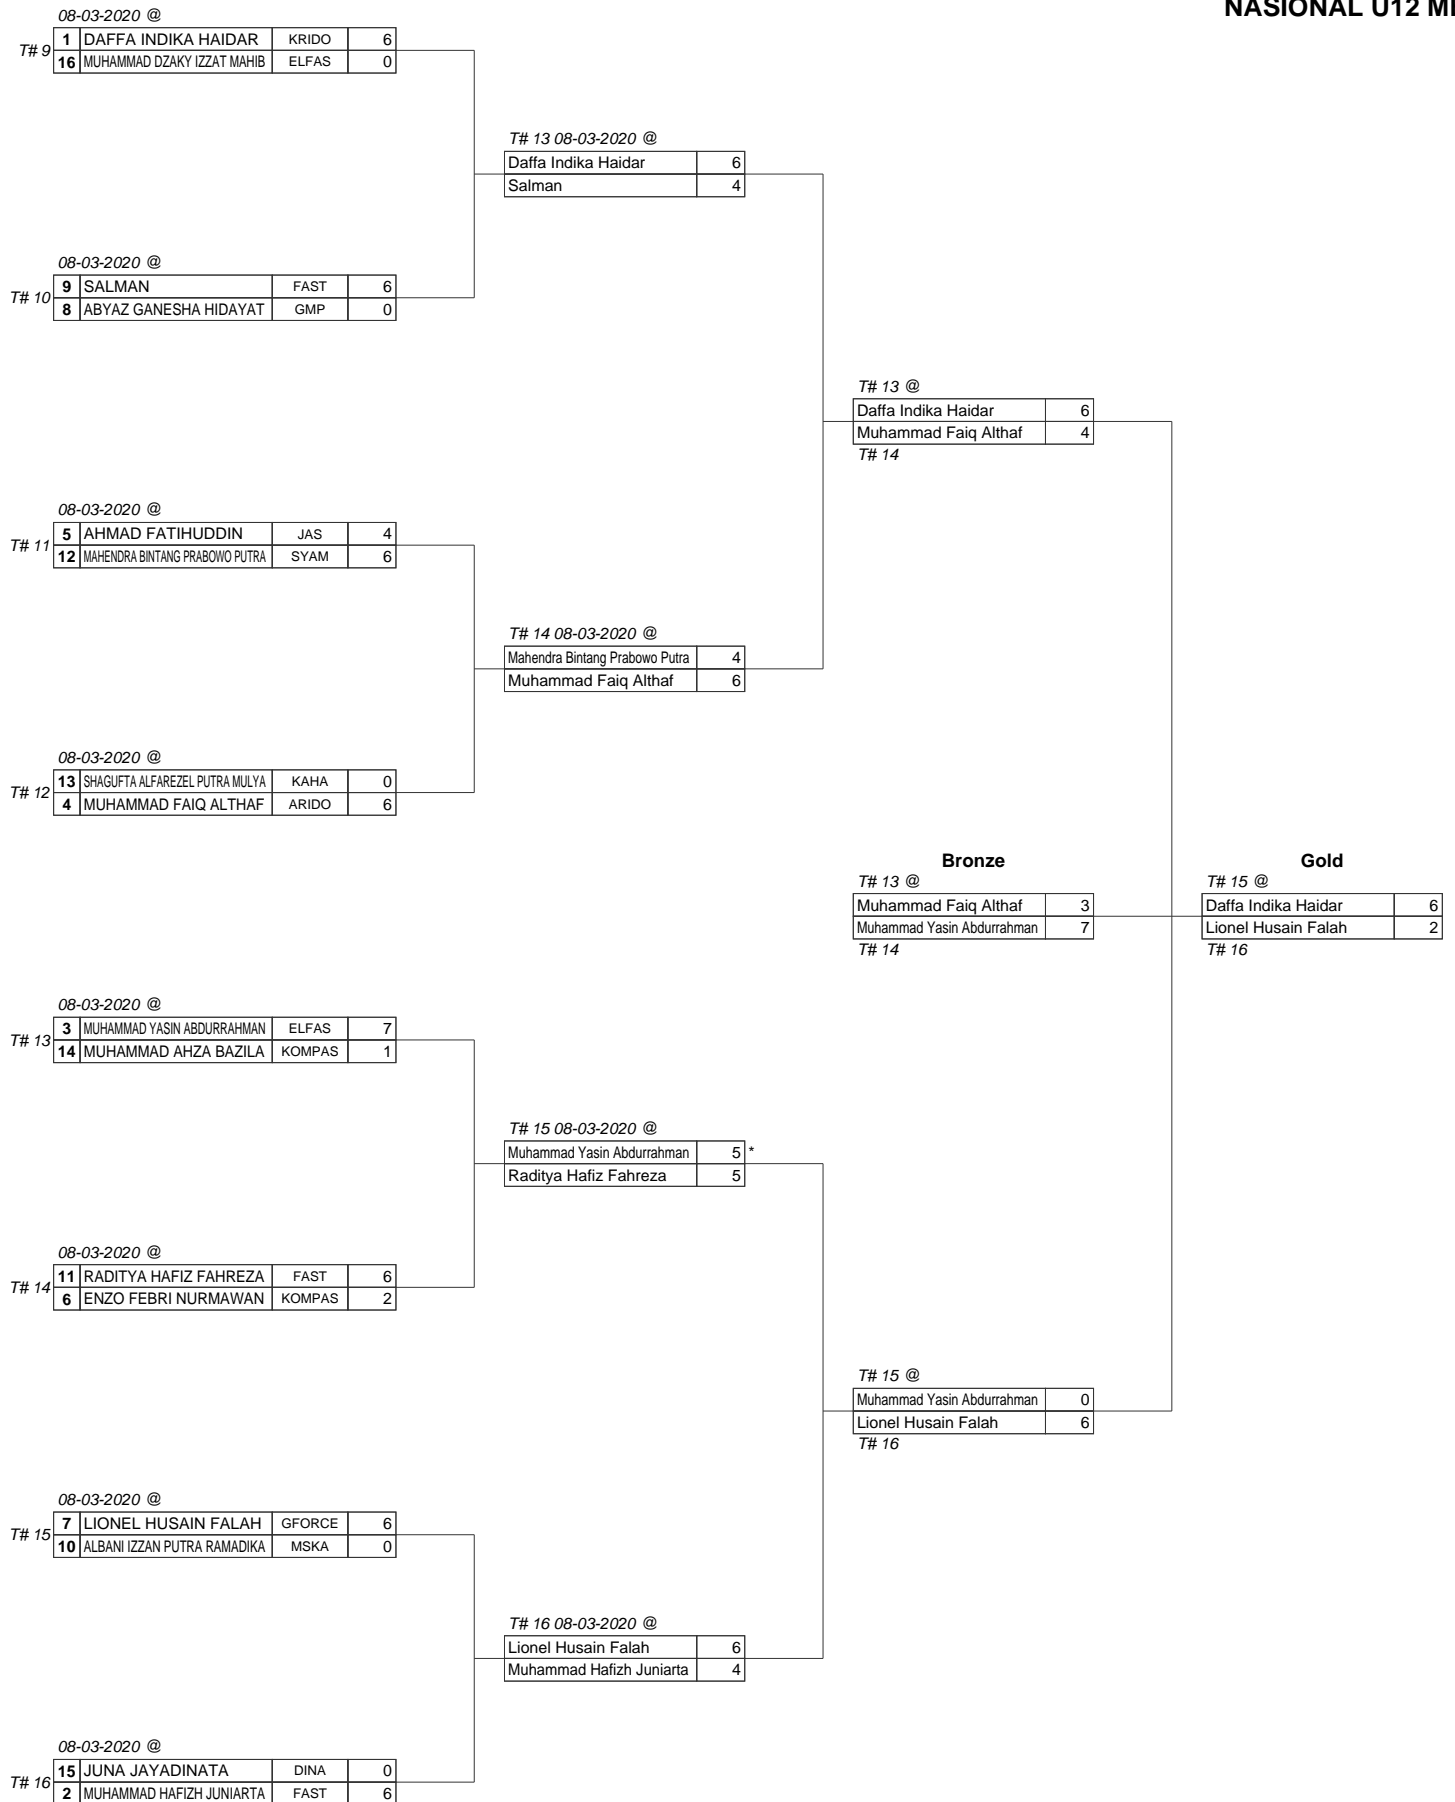 NASIONAL U12 M
08-03-2020 @
T# 9
1 DAFFA INDIKA HAIDAR KRIDO 6
16 MUHAMMAD DZAKY IZZAT MAHIB ELFAS 0
T# 13 08-03-2020 @
Daffa Indika Haidar 6
Salman 4
08-03-2020 @
T# 10
9 SALMAN FAST 6
8 ABYAZ GANESHA HIDAYAT GMP 0
T# 13 @
Daffa Indika Haidar 6
Muhammad Faiq Althaf 4
T# 14
08-03-2020 @
T# 11
5 AHMAD FATIHUDDIN JAS 4
12 MAHENDRA BINTANG PRABOWO PUTRA SYAM 6
T# 14 08-03-2020 @
Mahendra Bintang Prabowo Putra 4
Muhammad Faiq Althaf 6
08-03-2020 @
T# 12
13 SHAGUFTA ALFAREZEL PUTRA MULYA KAHA 0
4 MUHAMMAD FAIQ ALTHAF ARIDO 6
Bronze
T# 13 @
Muhammad Faiq Althaf 3
Muhammad Yasin Abdurrahman 7
T# 14
Gold
T# 15 @
Daffa Indika Haidar 6
Lionel Husain Falah 2
T# 16
08-03-2020 @
T# 13
3 MUHAMMAD YASIN ABDURRAHMAN ELFAS 7
14 MUHAMMAD AHZA BAZILA KOMPAS 1
T# 15 08-03-2020 @
Muhammad Yasin Abdurrahman 5 *
Raditya Hafiz Fahreza 5
08-03-2020 @
T# 14
11 RADITYA HAFIZ FAHREZA FAST 6
6 ENZO FEBRI NURMAWAN KOMPAS 2
T# 15 @
Muhammad Yasin Abdurrahman 0
Lionel Husain Falah 6
T# 16
08-03-2020 @
T# 15
7 LIONEL HUSAIN FALAH GFORCE 6
10 ALBANI IZZAN PUTRA RAMADIKA MSKA 0
T# 16 08-03-2020 @
Lionel Husain Falah 6
Muhammad Hafizh Juniarta 4
08-03-2020 @
T# 16
15 JUNA JAYADINATA DINA 0
2 MUHAMMAD HAFIZH JUNIARTA FAST 6